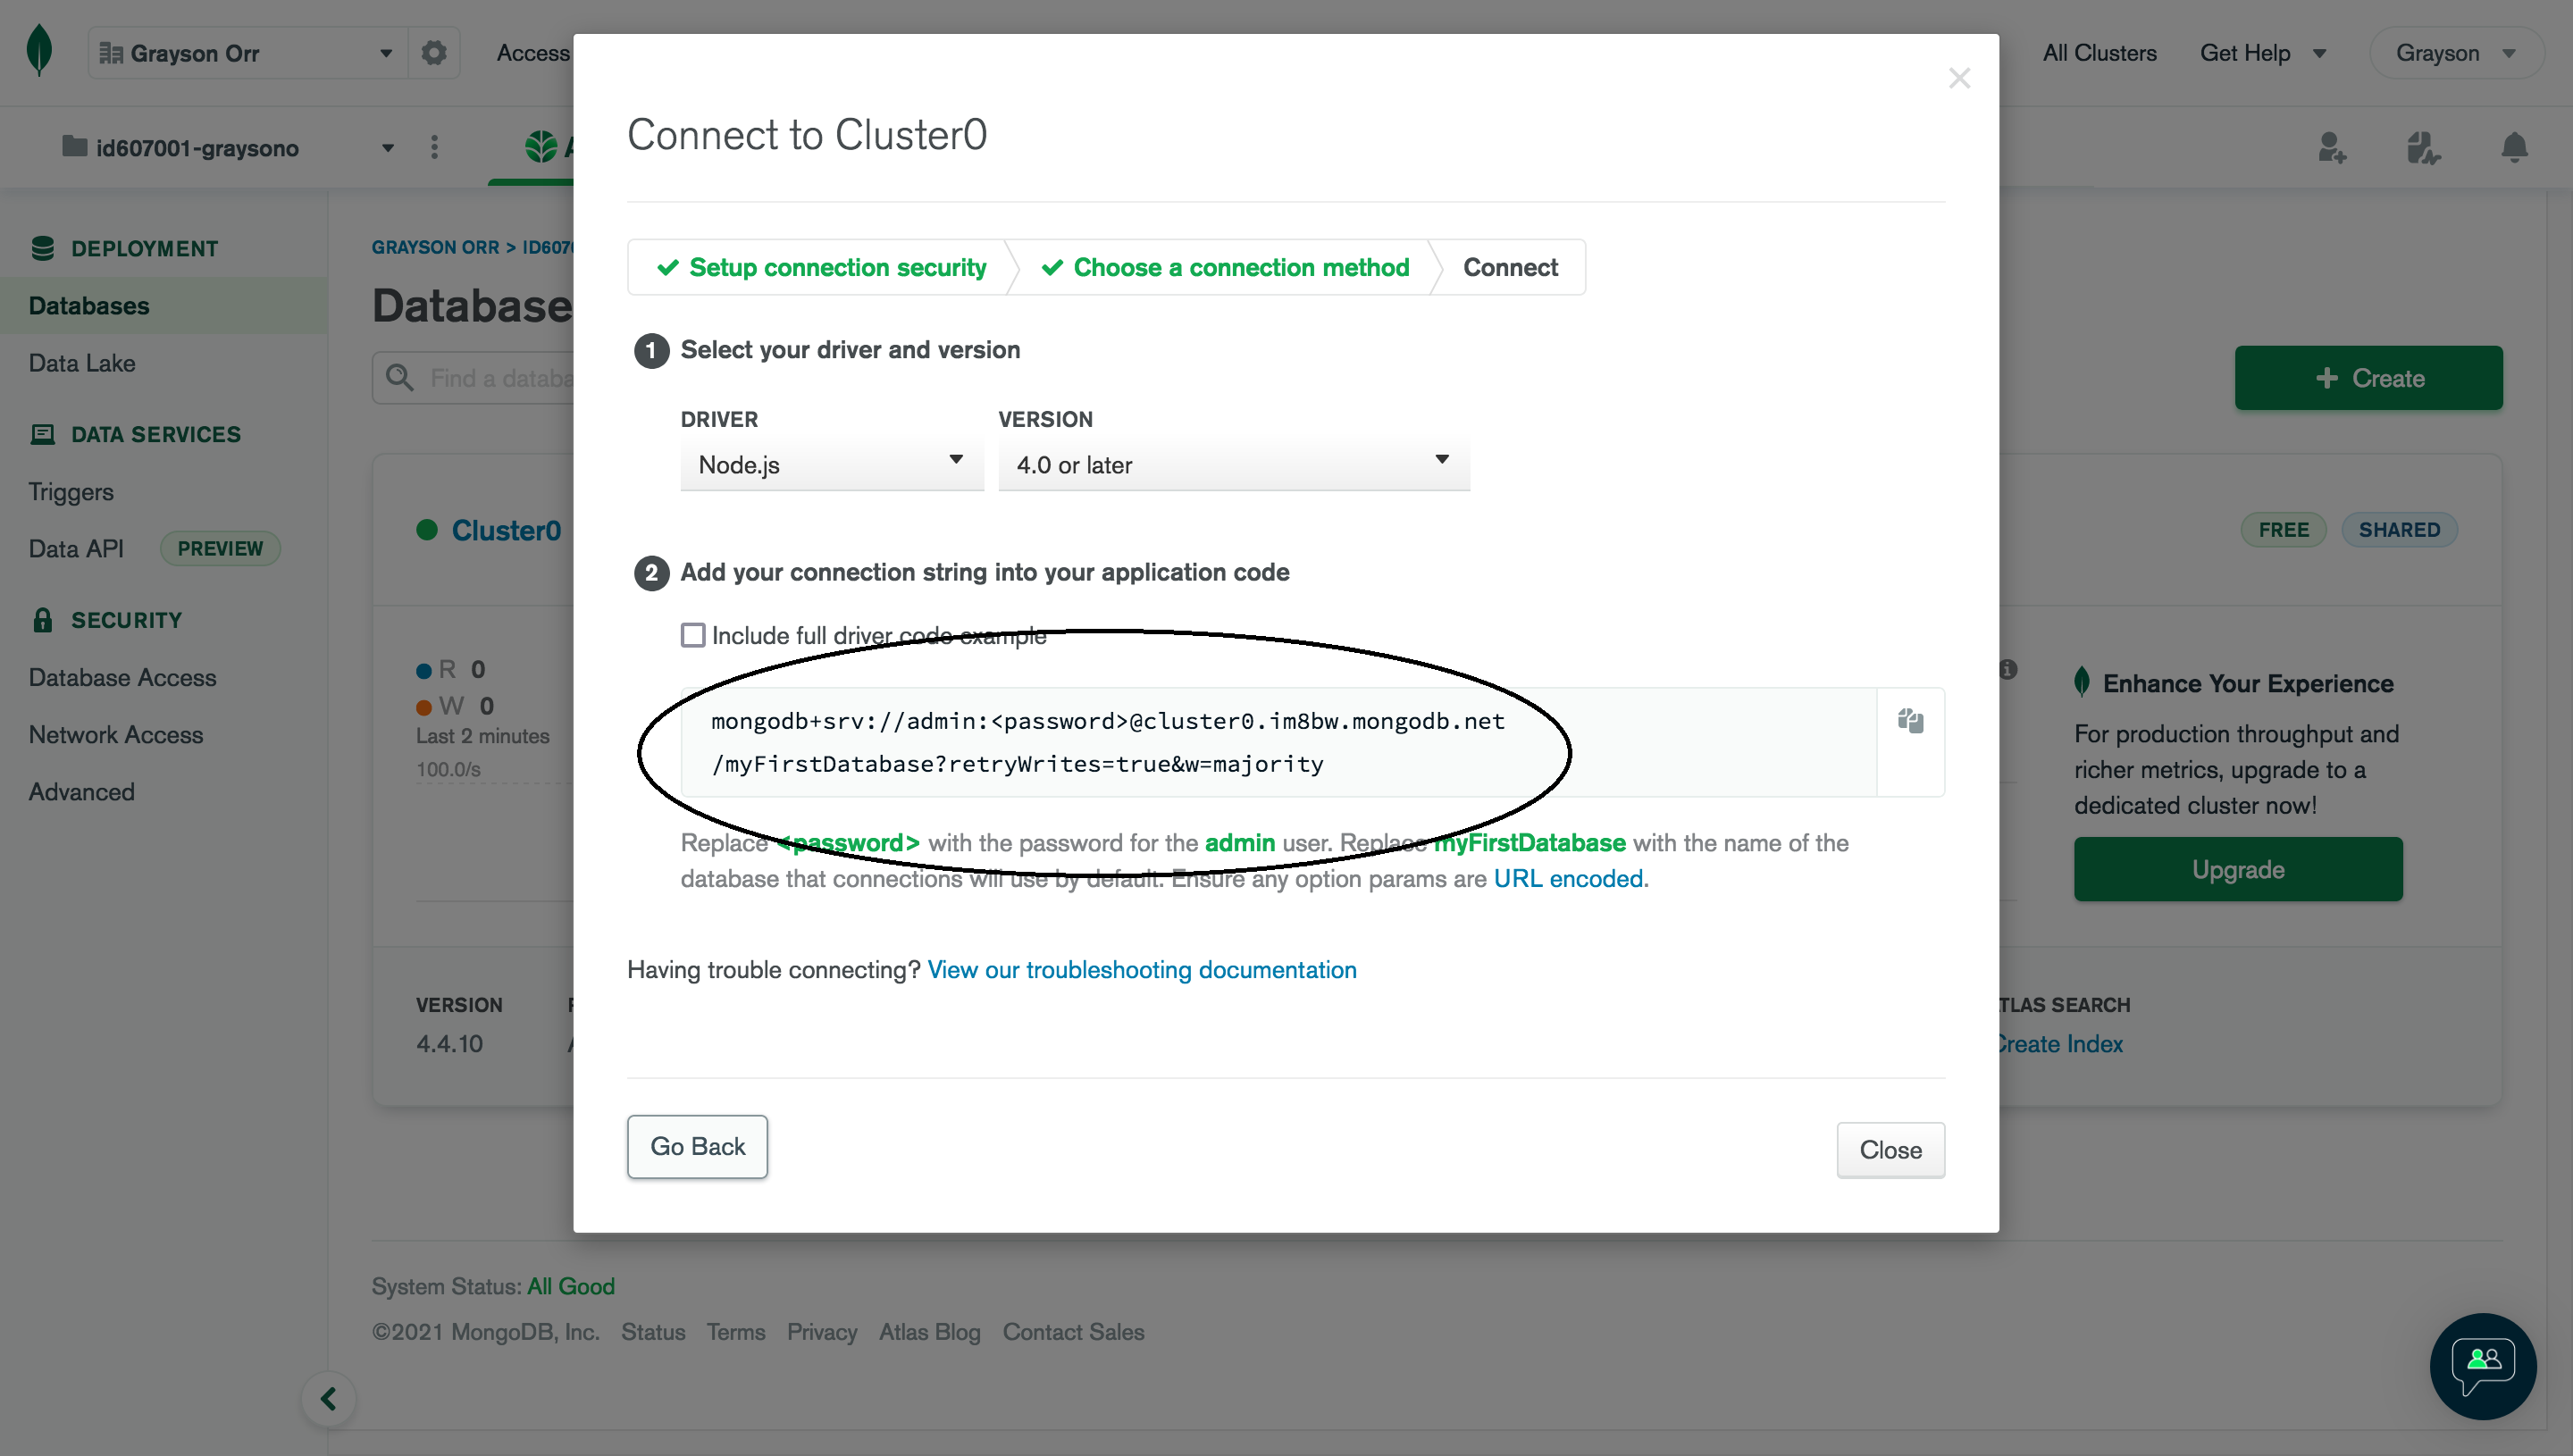 Grayson Orr
Access
All Clusters
Get Help
Grayson
id607001-graysono
DEPLOYMENT
Databases
Data Lake
DATA SERVICES
Triggers
Data API PREVIEW
SECURITY
Database Access
Network Access
Advanced
GRAYSON ORR > ID607
Database
Find a databa
Create
Cluster0
FREE SHARED
R 0
W 0
Last 2 minutes
100.0/s
VERSION
4.4.10
Connect to Cluster0
Setup connection security
Choose a connection method
Connect
1 Select your driver and version
DRIVER VERSION
Node.js 4.0 or later
2 Add your connection string into your application code
Include full driver code example
mongodb+srv://admin:<password>@cluster0.im8bw.mongodb.net
/myFirstDatabase?retryWrites=true&w=majority
Replace <password> with the password for the admin user. Replace myFirstDatabase with the name of the
database that connections will use by default. Ensure any option params are URL encoded.
Having trouble connecting? View our troubleshooting documentation
Go Back
Close
Enhance Your Experience
For production throughput and
richer metrics, upgrade to a
dedicated cluster now!
Upgrade
TLAS SEARCH
Create Index
System Status: All Good
©2021 MongoDB, Inc. Status Terms Privacy Atlas Blog Contact Sales